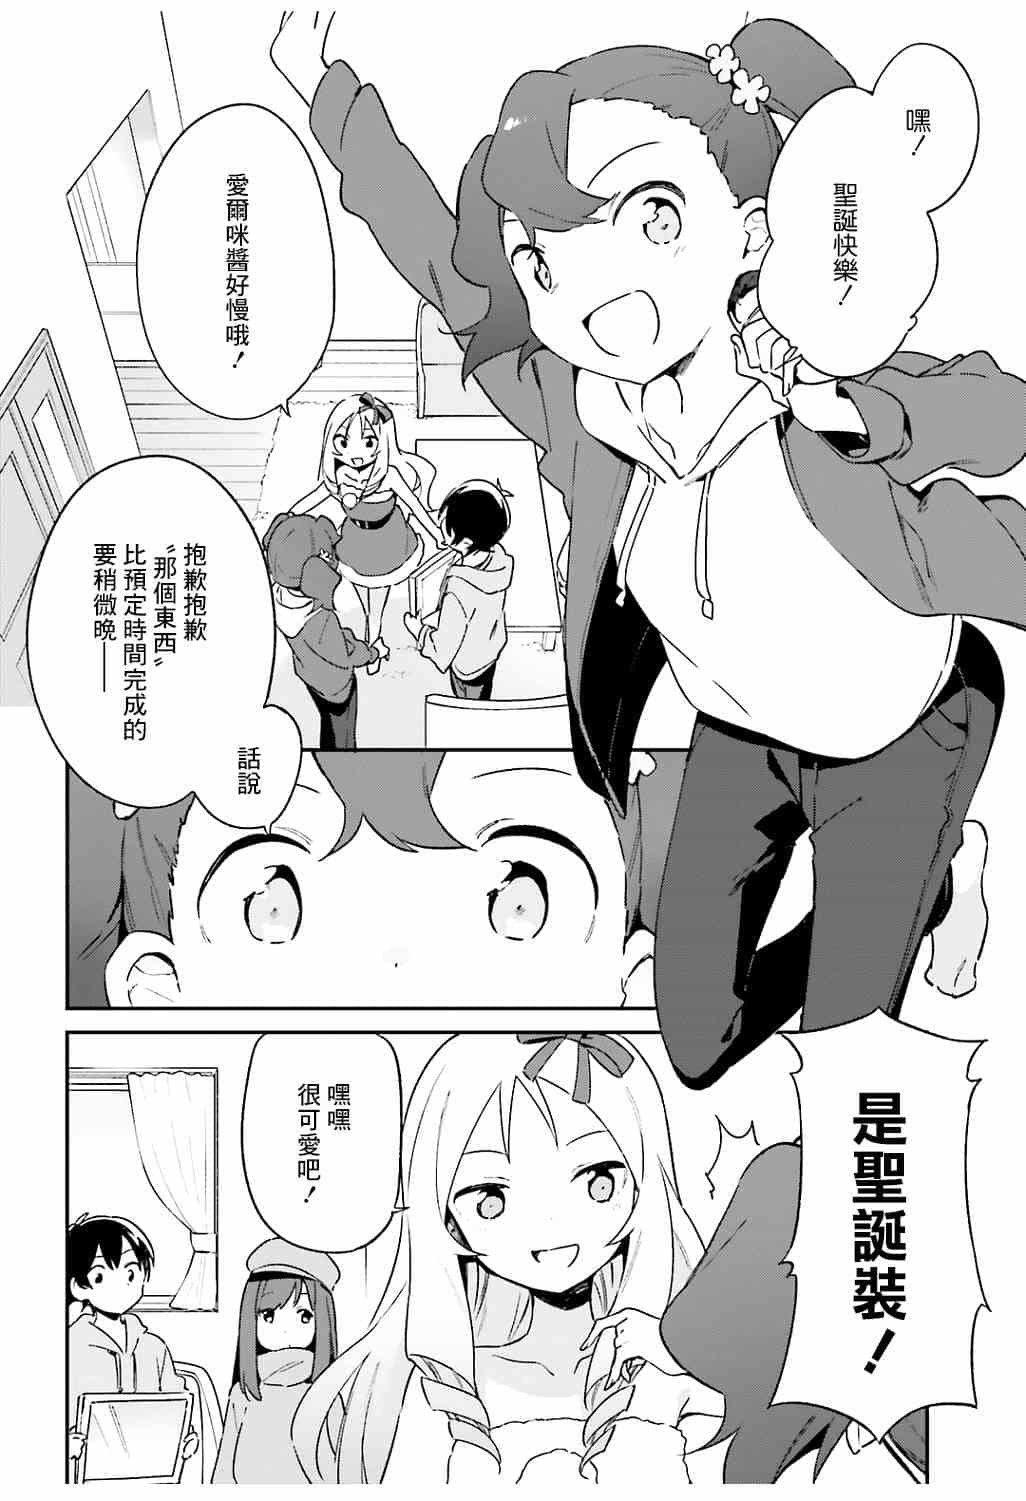 嘿！
聖誕快樂！
愛爾咪醬好慢哦！
抱歉抱歉
〝那個東西〞
比預定時間完成的
要稍微晚——
話說
是聖誕裝！
嘿嘿
很可愛吧！